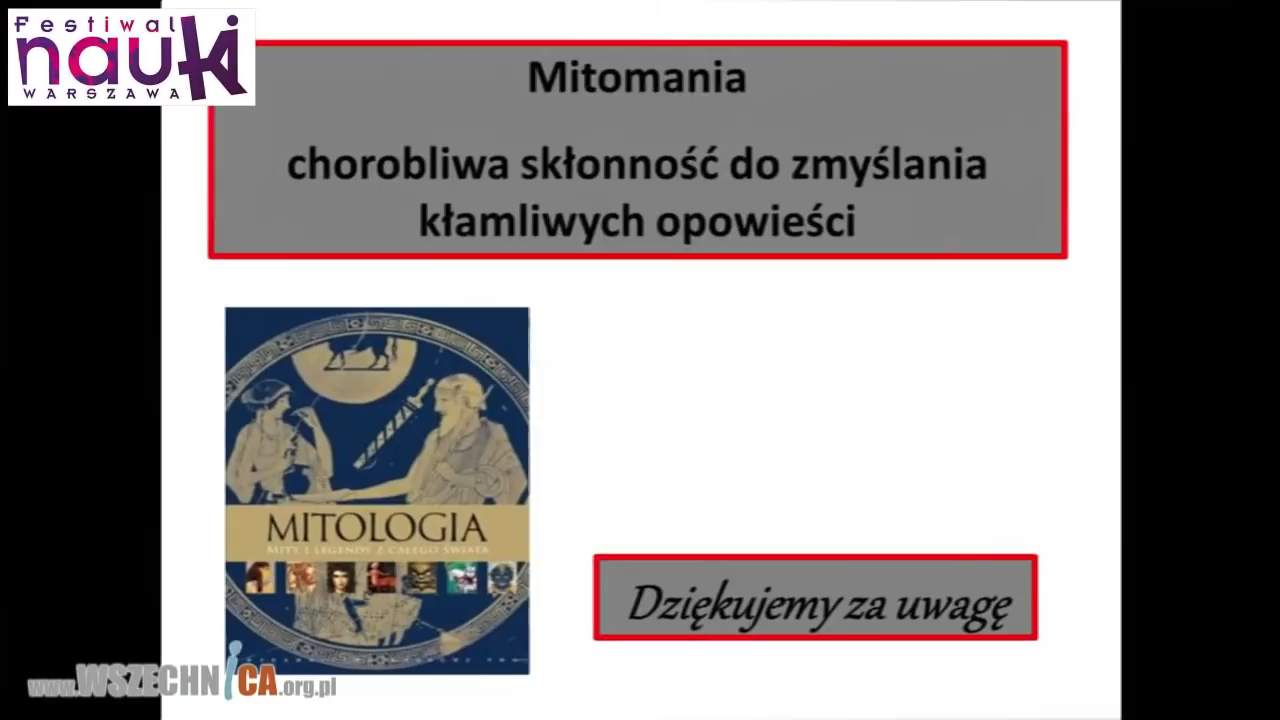 Festiwal
nauki
WARSZAWA
Mitomania
chorobliwa skłonność do zmyślania
kłamliwych opowieści
MITOLOGIA
MITY I LEGENDY Z CAŁEGO ŚWIATA
Dziękujemy za uwagę
www.WSZECHNICA.org.pl